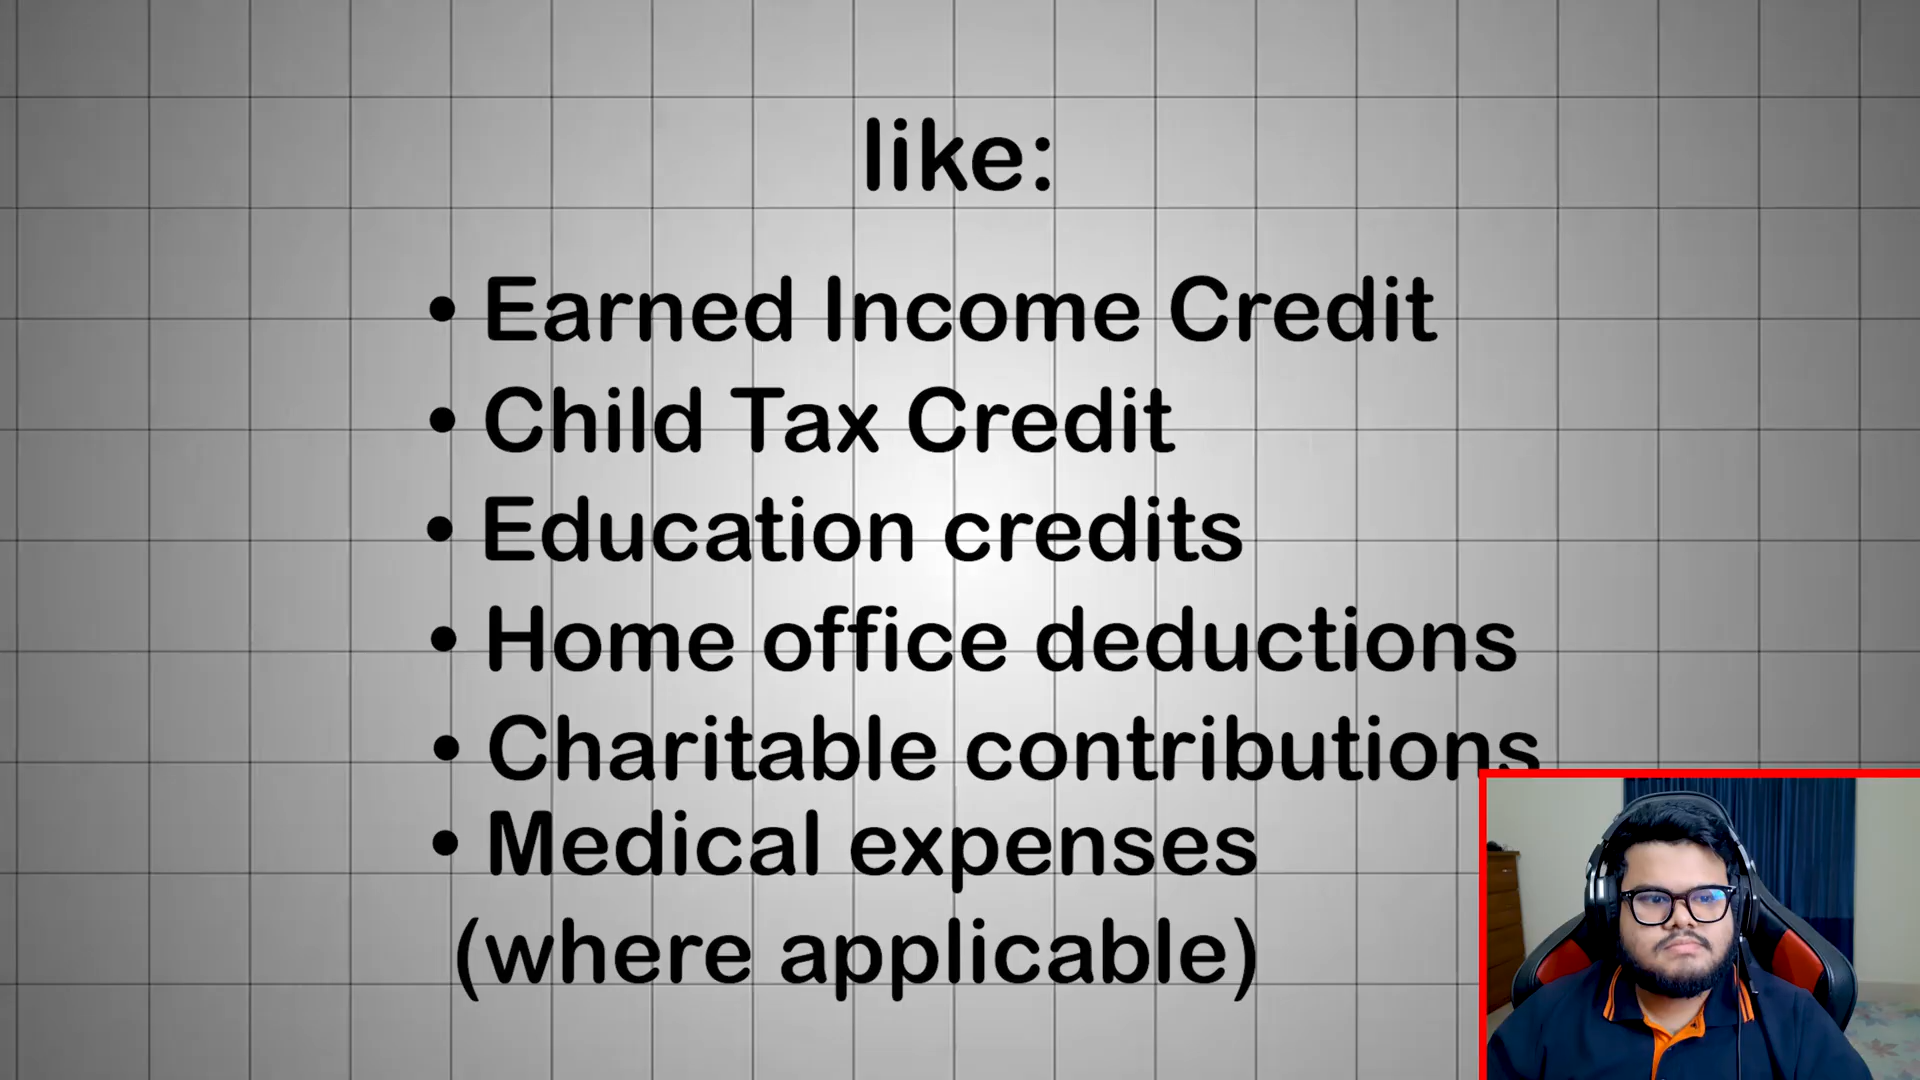 like:
• Earned Income Credit
• Child Tax Credit
• Education credits
• Home office deductions
• Charitable contributions
• Medical expenses
(where applicable)